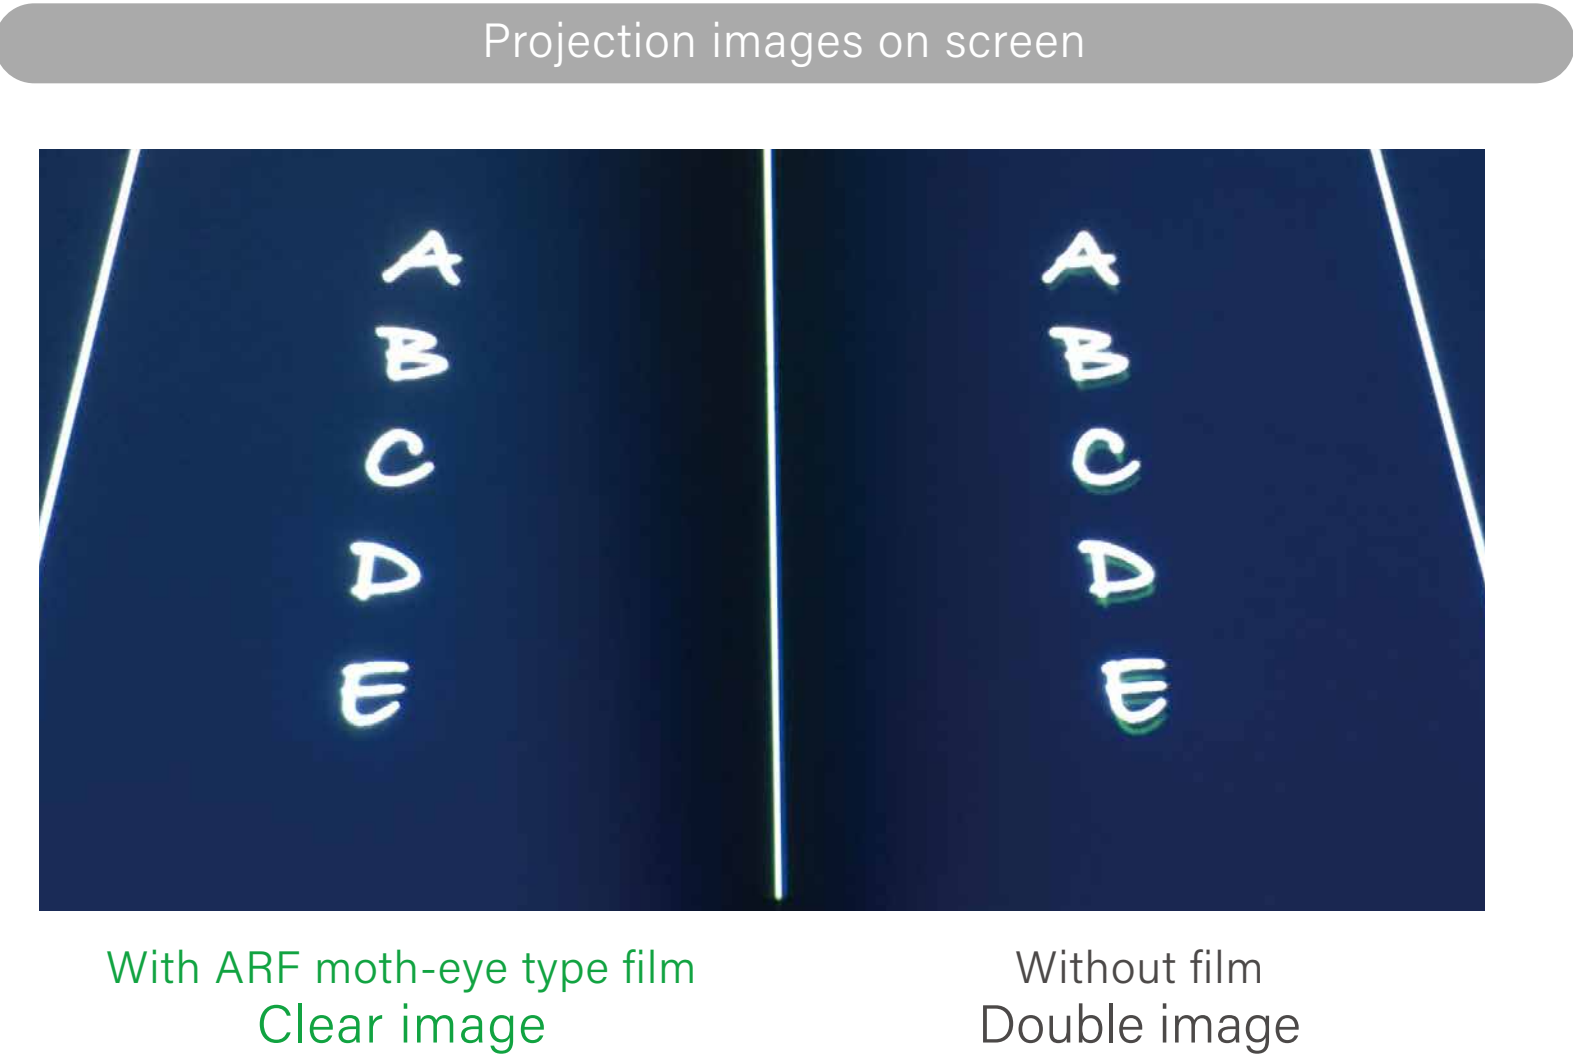 Projection images on screen
A
B
C
D
E
A
B
C
D
E
With ARF moth-eye type film
Clear image
Without film
Double image